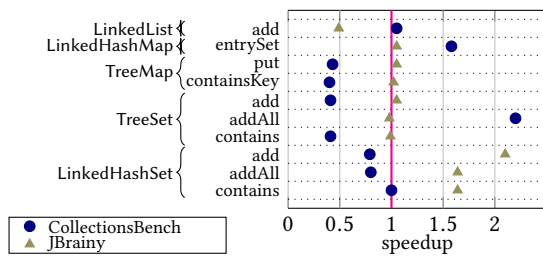 LinkedList { add
LinkedHashMap { entrySet
TreeMap { put
containsKey
TreeSet { add
addAll
contains
LinkedHashSet { add
addAll
contains
0 0.5 1 1.5 2
speedup
CollectionsBench
JBrainy